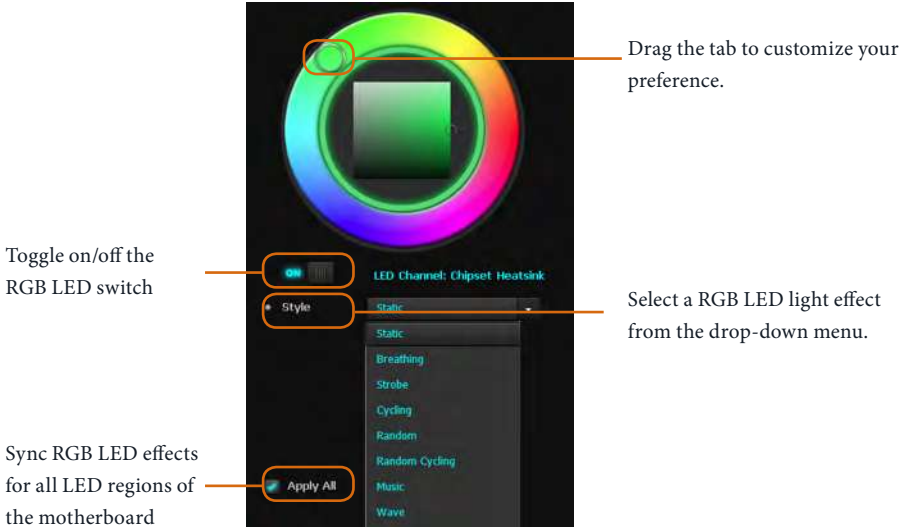 Drag the tab to customize your
preference.
Toggle on/off the
RGB LED switch
ON
LED Channel: Chipset Heatsink
Style
Static
Select a RGB LED light effect
from the drop-down menu.
Static
Breathing
Strobe
Cycling
Random
Random Cycling
Music
Wave
Sync RGB LED effects
for all LED regions of
the motherboard
Apply All